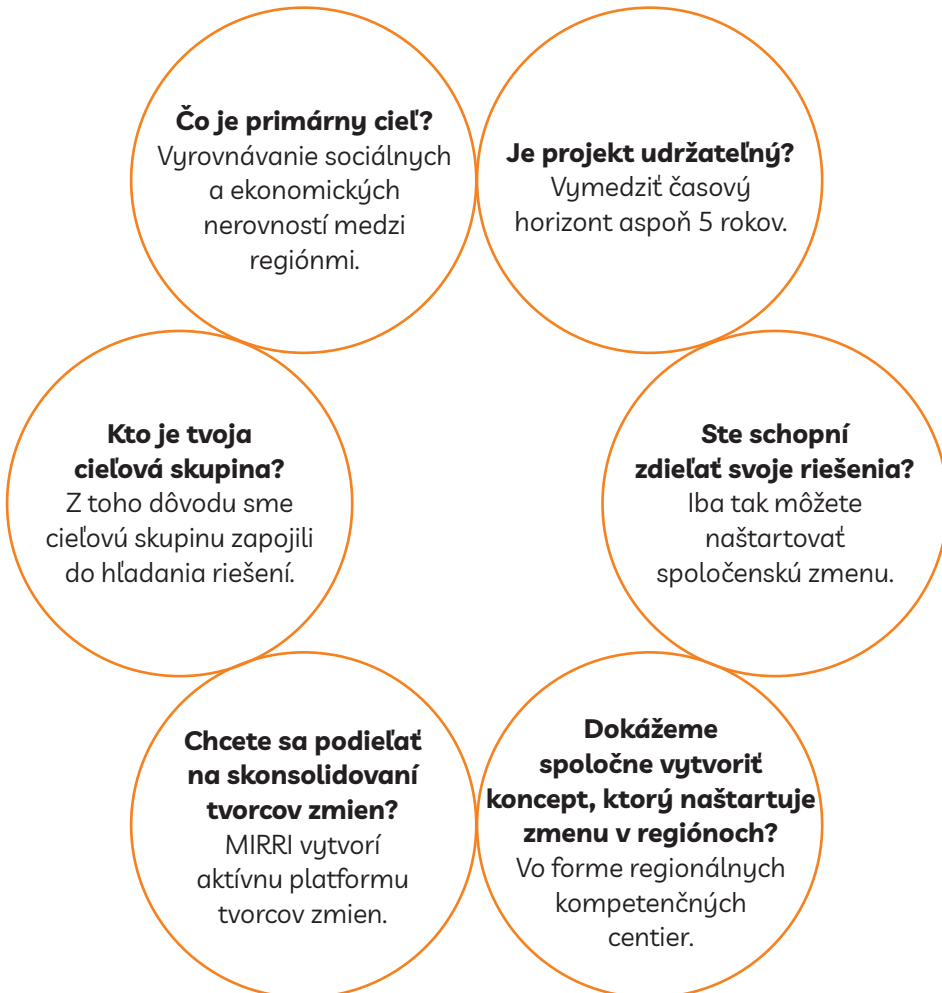 Čo je primárny cieľ?
Vyrovnávanie sociálnych
a ekonomických
nerovností medzi
regiónmi.
Je projekt udržateľný?
Vymedziť časový
horizont aspoň 5 rokov.
Kto je tvoja
cieľová skupina?
Z toho dôvodu sme
cieľovú skupinu zapojili
do hľadania riešení.
Ste schopní
zdieľať svoje riešenia?
Iba tak môžete
naštartovať
spoločenskú zmenu.
Chcete sa podieľať
na skonsolidovaní
tvorcov zmien?
MIRRI vytvorí
aktívnu platformu
tvorcov zmien.
Dokážeme
spoločne vytvoriť
koncept, ktorý naštartuje
zmenu v regiónoch?
Vo forme regionálnych
kompetenčných
centier.